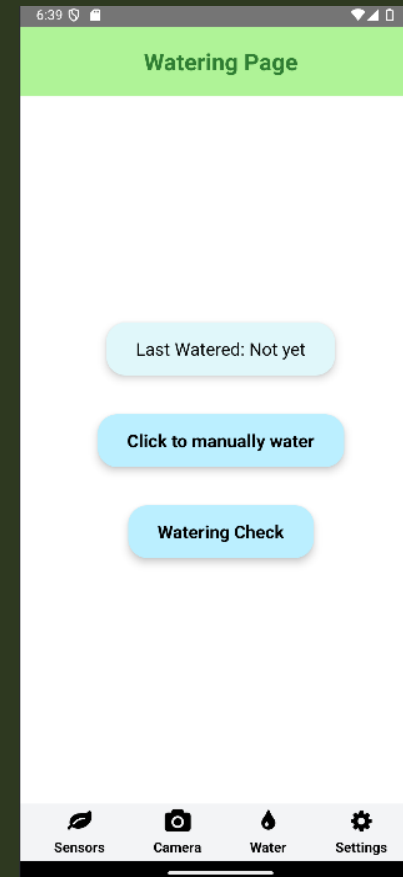 6:39
Watering Page
Last Watered: Not yet
Click to manually water
Watering Check
Sensors Camera Water Settings